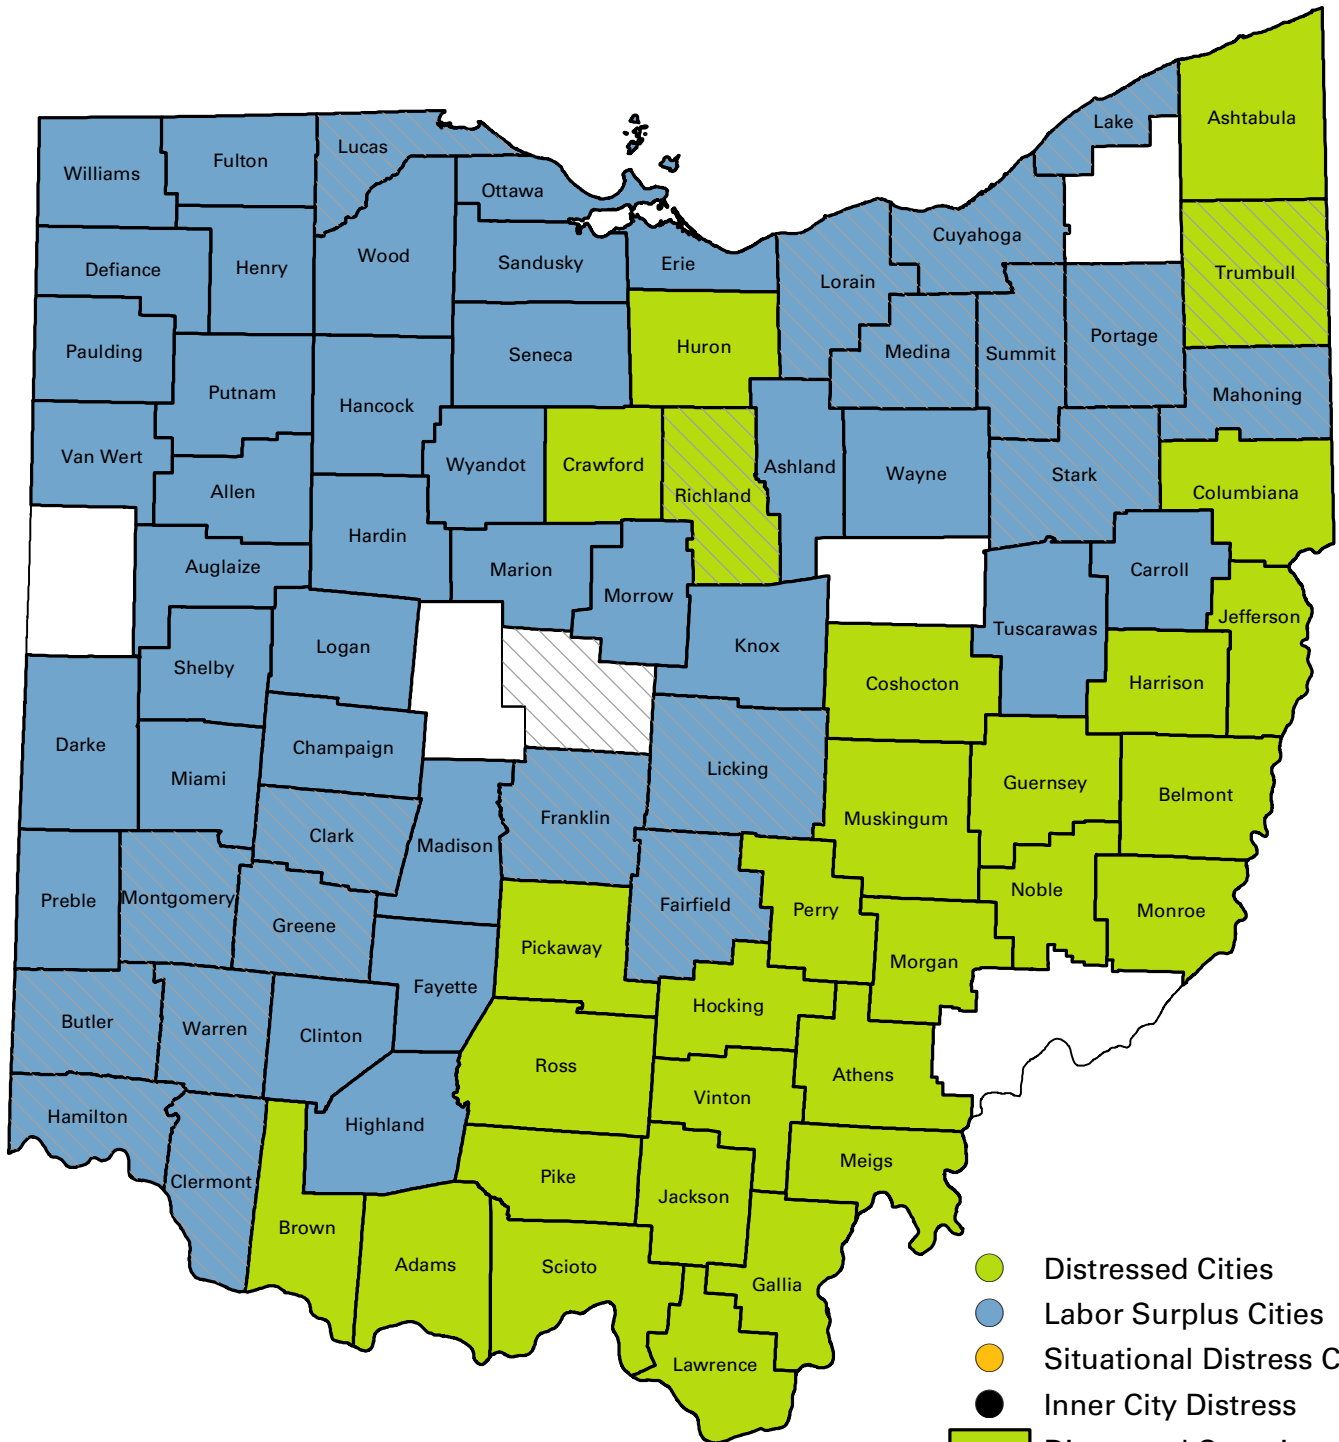 Ashtabula
Lake
Lucas
Fulton
Williams
Ottawa
Cuyahoga
Wood
Sandusky
Erie
Henry
Defiance
Trumbull
Lorain
Portage
Huron
Paulding
Seneca
Medina
Summit
Putnam
Mahoning
Hancock
Van Wert
Wyandot
Crawford
Ashland
Wayne
Stark
Allen
Columbiana
Richland
Hardin
Auglaize
Marion
Carroll
Morrow
Jefferson
Tuscarawas
Logan
Knox
Shelby
Coshocton
Harrison
Darke
Champaign
Licking
Miami
Guernsey
Belmont
Franklin
Muskingum
Clark
Madison
Noble
Preble
Montgomery
Fairfield
Perry
Monroe
Greene
Pickaway
Morgan
Fayette
Hocking
Butler
Warren
Clinton
Ross
Athens
Vinton
Hamilton
Highland
Meigs
Clermont
Pike
Jackson
Brown
Adams
Scioto
Gallia
Lawrence
Distressed Cities
Labor Surplus Cities
Situational Distress
Inner City Distress